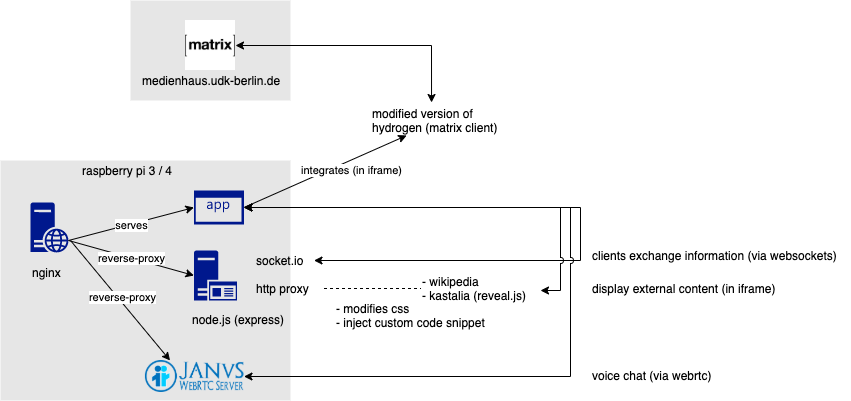 [matrix]
medienhaus.udk-berlin.de
modified version of
hydrogen (matrix client)
raspberry pi 3 / 4
integrates (in iframe)
app
serves
nginx
reverse-proxy
socket.io
clients exchange information (via websockets)
http proxy
- wikipedia
- kastalia (reveal.js)
display external content (in iframe)
- modifies css
- inject custom code snippet
node.js (express)
reverse-proxy
JANVS
WEBRTC SERVER
voice chat (via webrtc)